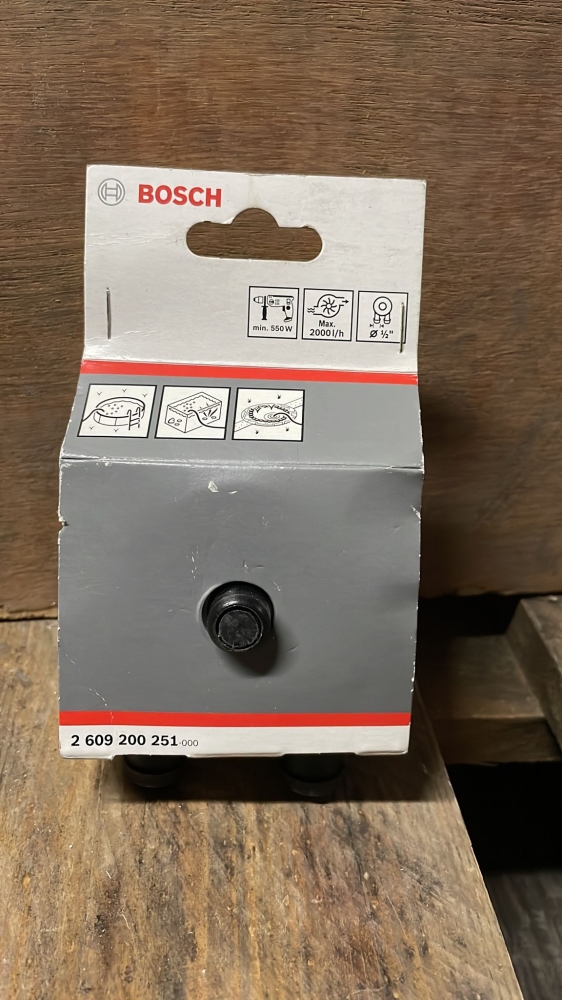 BOSCH
min. 550 W
Max.
2000 l/h
Ø ½"
2 609 200 251-000